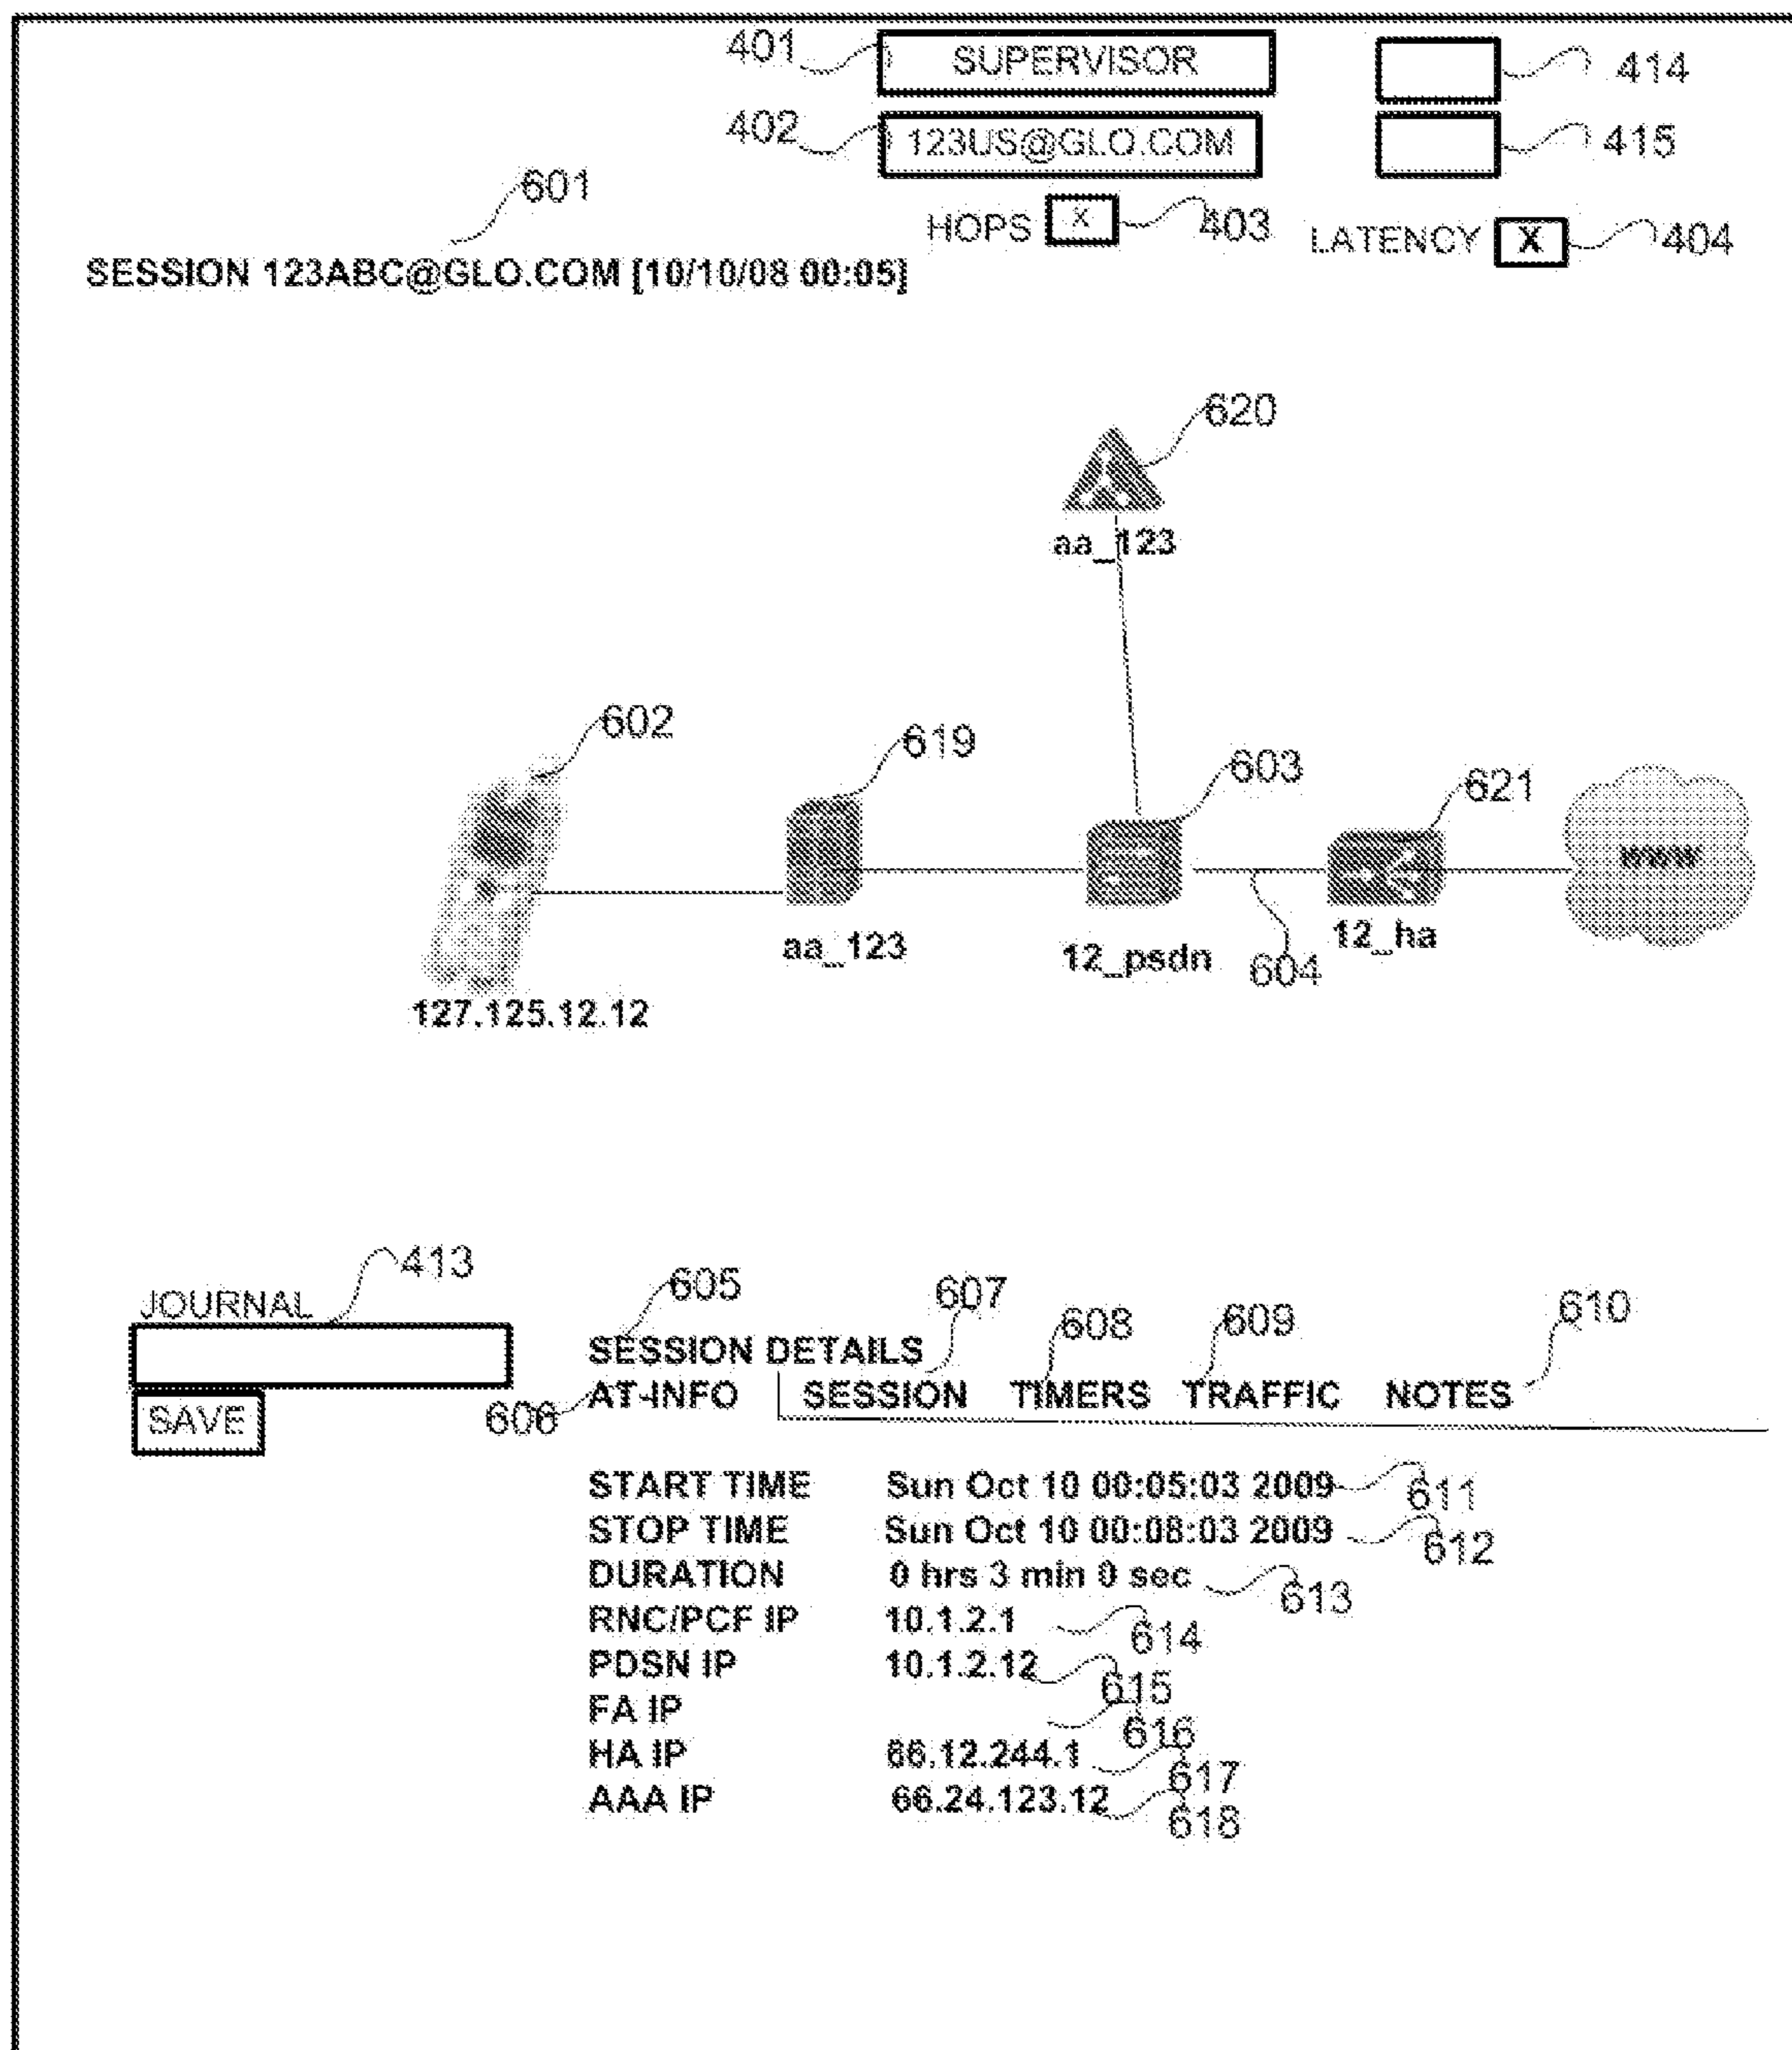 401 SUPERVISOR 414
402 123US@GLO.COM 415
601 HOPS X 403 LATENCY X 404
SESSION 123ABC@GLO.COM [10/10/08 00:05]
620
aa_123
602 619 603 621
www
aa_123 12_psdn 604 12_ha
127.125.12.12
413
JOURNAL
SAVE
605 607 608 609 610
SESSION DETAILS
606 AT-INFO SESSION TIMERS TRAFFIC NOTES
START TIME Sun Oct 10 00:05:03 2009 611
STOP TIME Sun Oct 10 00:08:03 2009 612
DURATION 0 hrs 3 min 0 sec 613
RNC/PCF IP 10.1.2.1 614
PDSN IP 10.1.2.12 615
FA IP 616
HA IP 66.12.244.1 617
AAA IP 66.24.123.12 618